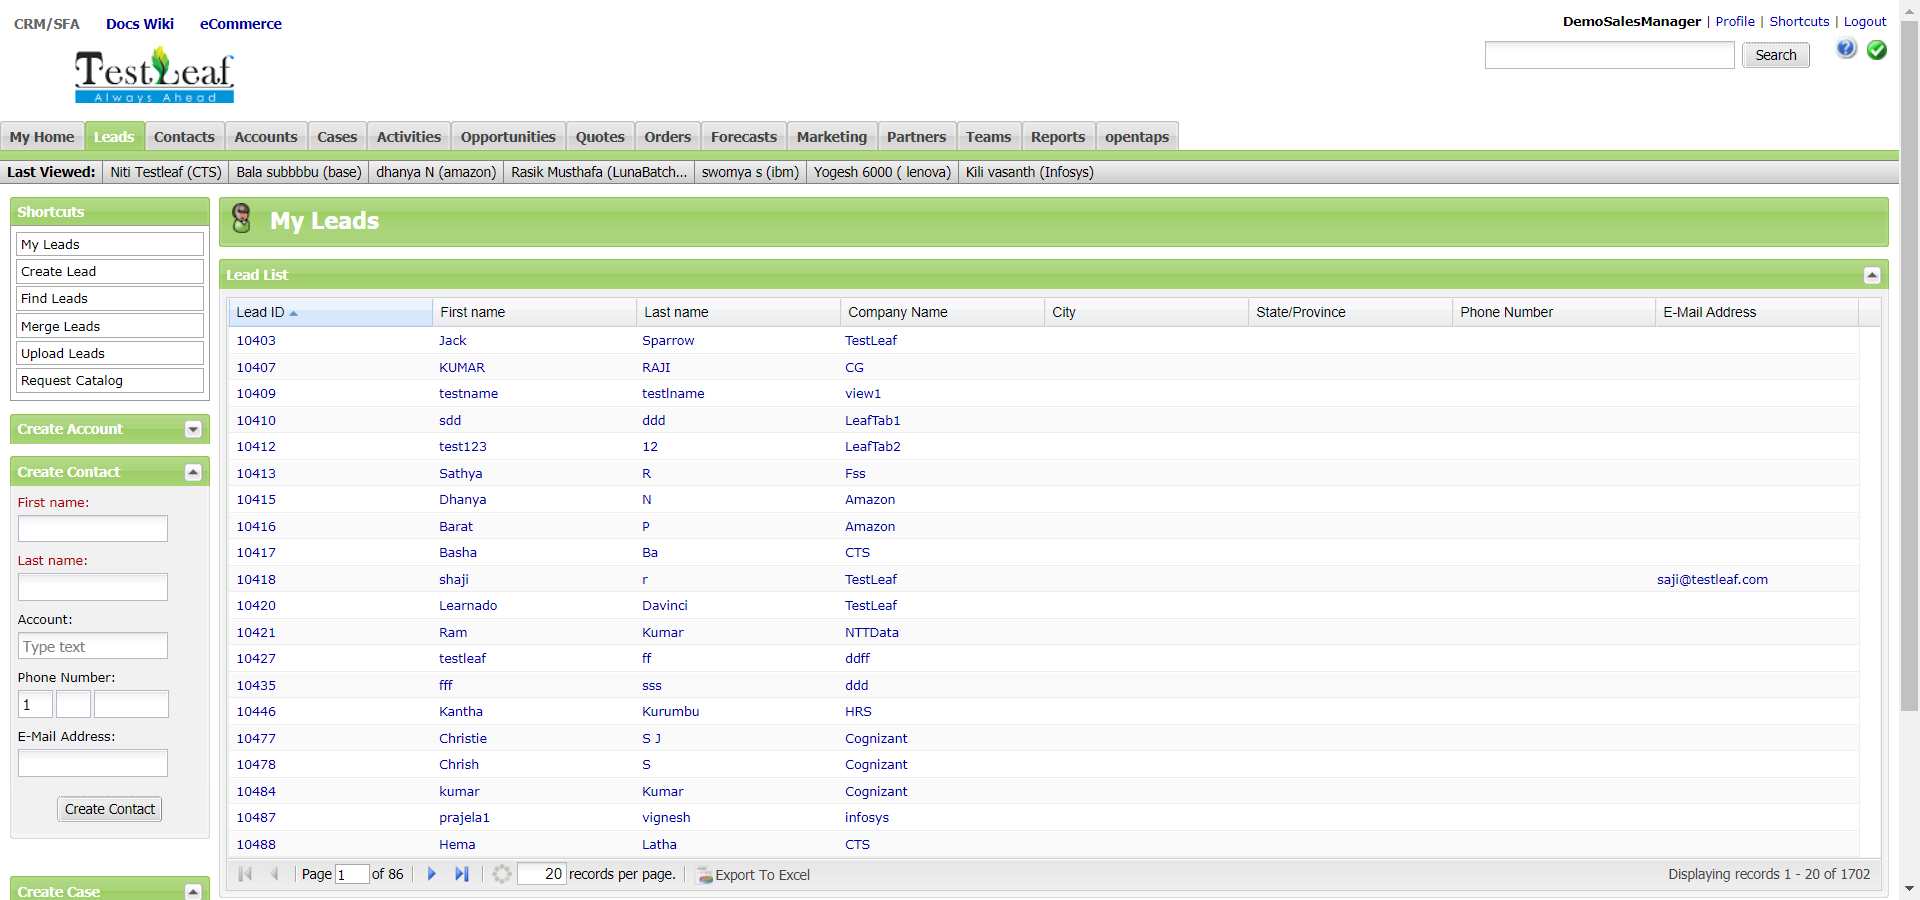 CRM/SFA Docs Wiki eCommerce
DemoSalesManager | Profile | Shortcuts | Logout
Search
TestLeaf
Always Ahead
My Home Leads Contacts Accounts Cases Activities Opportunities Quotes Orders Forecasts Marketing Partners Teams Reports opentaps
Last Viewed: Niti Testleaf (CTS) Bala subbbbu (base) dhanya N (amazon) Rasik Musthafa (LunaBatch... swomya s (ibm) Yogesh 6000 ( lenova) Kili vasanth (Infosys)
Shortcuts
My Leads
Create Lead
Find Leads
Merge Leads
Upload Leads
Request Catalog
Create Account
Create Contact
First name:
Last name:
Account:
Type text
Phone Number:
1
E-Mail Address:
Create Contact
Create Case
My Leads
Lead List
Lead ID First name Last name Company Name City State/Province Phone Number E-Mail Address
10403 Jack Sparrow TestLeaf
10407 KUMAR RAJI CG
10409 testname testlname view1
10410 sdd ddd LeafTab1
10412 test123 12 LeafTab2
10413 Sathya R Fss
10415 Dhanya N Amazon
10416 Barat P Amazon
10417 Basha Ba CTS
10418 shaji r TestLeaf saji@testleaf.com
10420 Learnado Davinci TestLeaf
10421 Ram Kumar NTTData
10427 testleaf ff ddff
10435 fff sss ddd
10446 Kantha Kurumbu HRS
10477 Christie S J Cognizant
10478 Chrish S Cognizant
10484 kumar Kumar Cognizant
10487 prajela1 vignesh infosys
10488 Hema Latha CTS
Page 1 of 86 20 records per page. Export To Excel Displaying records 1 - 20 of 1702